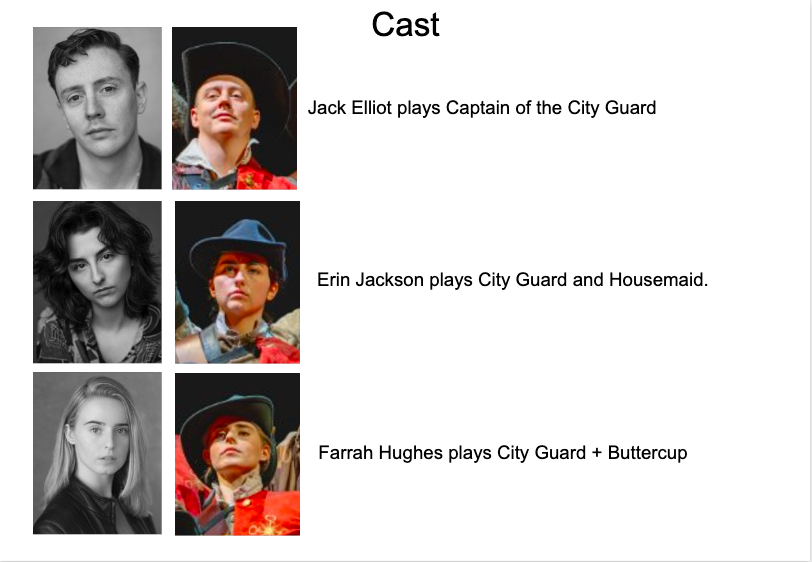 Cast
Jack Elliot plays Captain of the City Guard
Erin Jackson plays City Guard and Housemaid.
Farrah Hughes plays City Guard + Buttercup